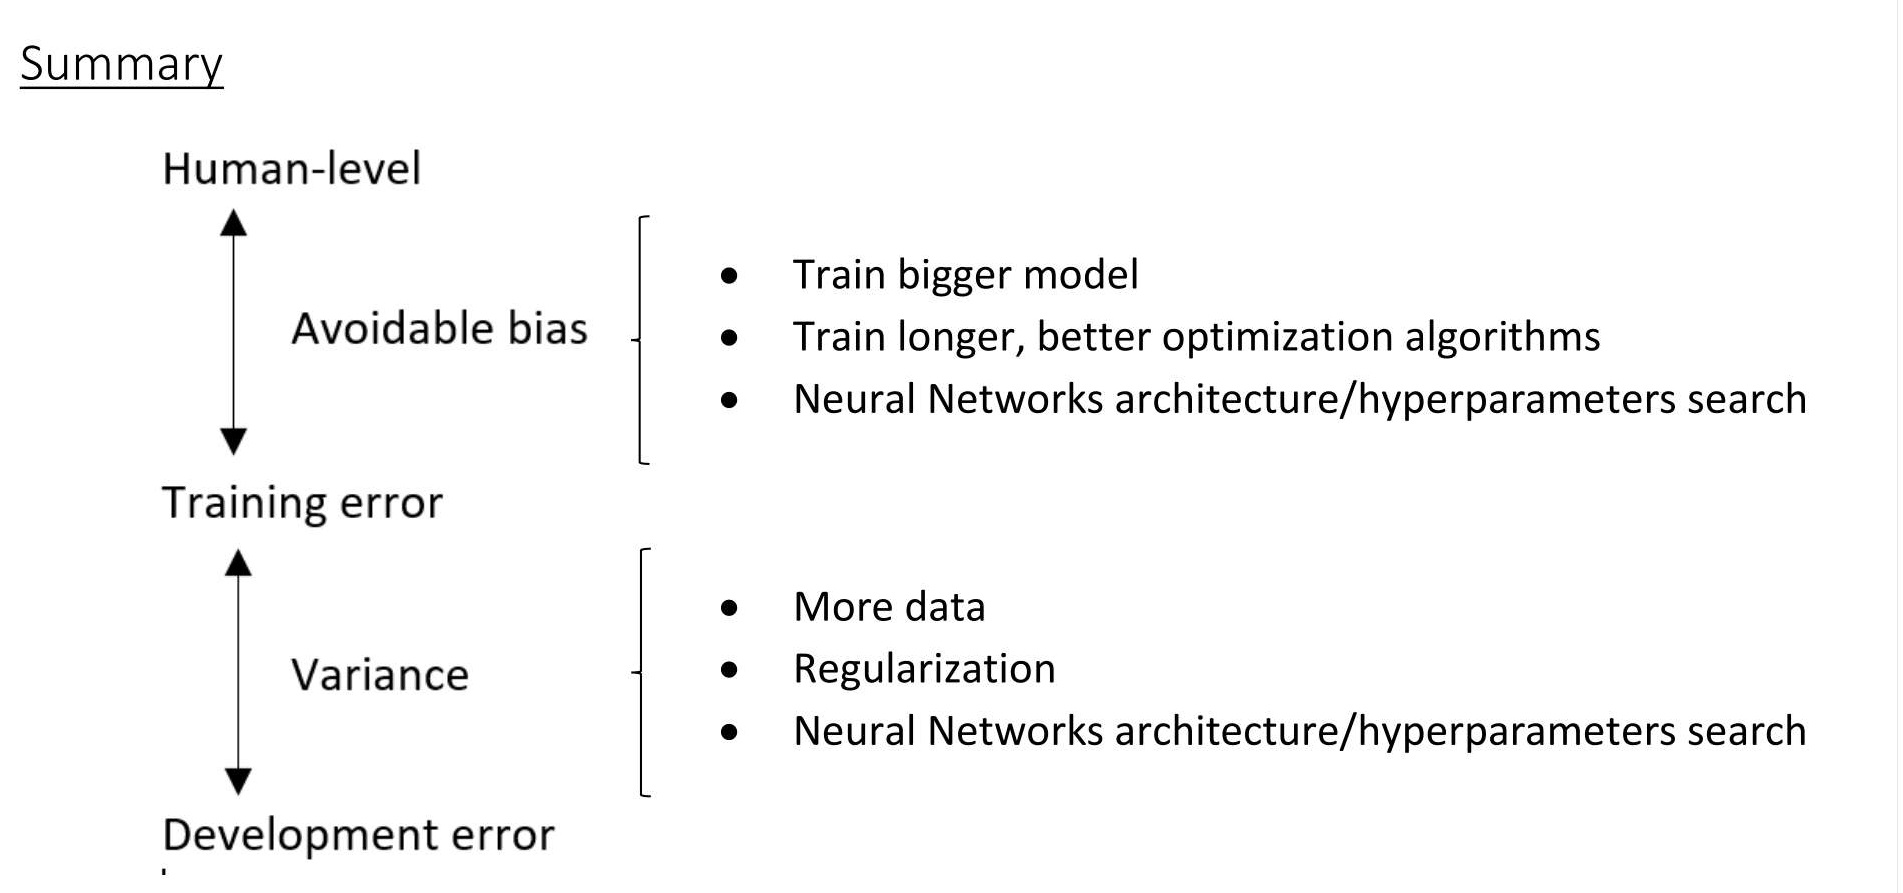 Summary
Human-level
Avoidable bias
• Train bigger model
• Train longer, better optimization algorithms
• Neural Networks architecture/hyperparameters search
Training error
Variance
• More data
• Regularization
• Neural Networks architecture/hyperparameters search
Development error